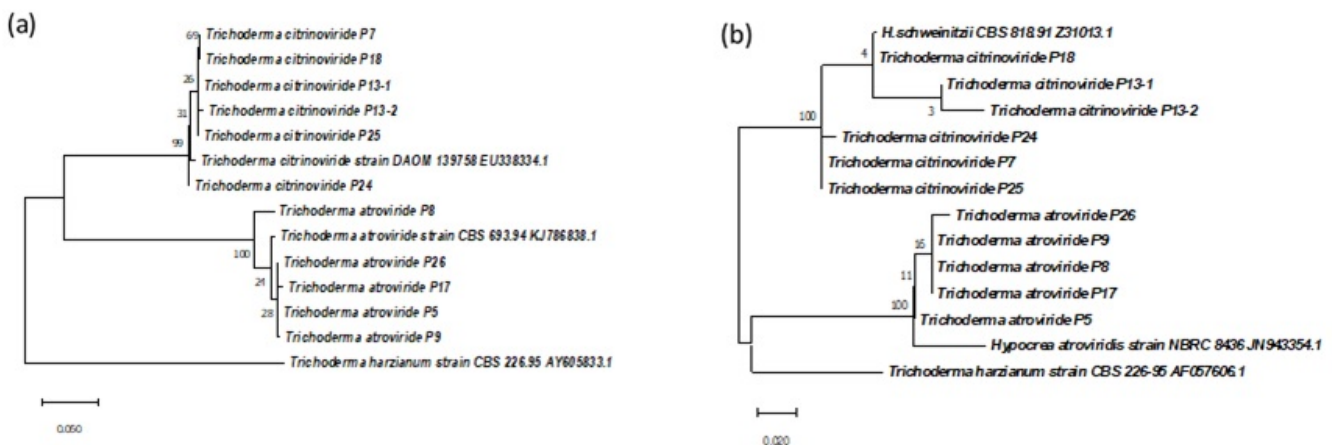 (a)
Trichoderma citrinoviride P7
69
Trichoderma citrinoviride P18
26
Trichoderma citrinoviride P13-1
31
Trichoderma citrinoviride P13-2
Trichoderma citrinoviride P25
99
Trichoderma citrinoviride strain DAOM 139758 EU338334.1
Trichoderma citrinoviride P24
Trichoderma atroviride P8
Trichoderma atroviride strain CBS 693.94 KJ786838.1
100
Trichoderma atroviride P26
24
Trichoderma atroviride P17
Trichoderma atroviride P5
28
Trichoderma atroviride P9
Trichoderma harzianum strain CBS 226.95 AY605833.1
0.050
(b)
H.schweinitzii CBS 818.91 Z31013.1
4
Trichoderma citrinoviride P18
Trichoderma citrinoviride P13-1
3
Trichoderma citrinoviride P13-2
100
Trichoderma citrinoviride P24
Trichoderma citrinoviride P7
Trichoderma citrinoviride P25
Trichoderma atroviride P26
16
Trichoderma atroviride P9
11
Trichoderma atroviride P8
Trichoderma atroviride P17
100
Trichoderma atroviride P5
Hypocrea atroviridis strain NBRC 8436 JN943354.1
Trichoderma harzianum strain CBS 226-95 AF057606.1
0.020